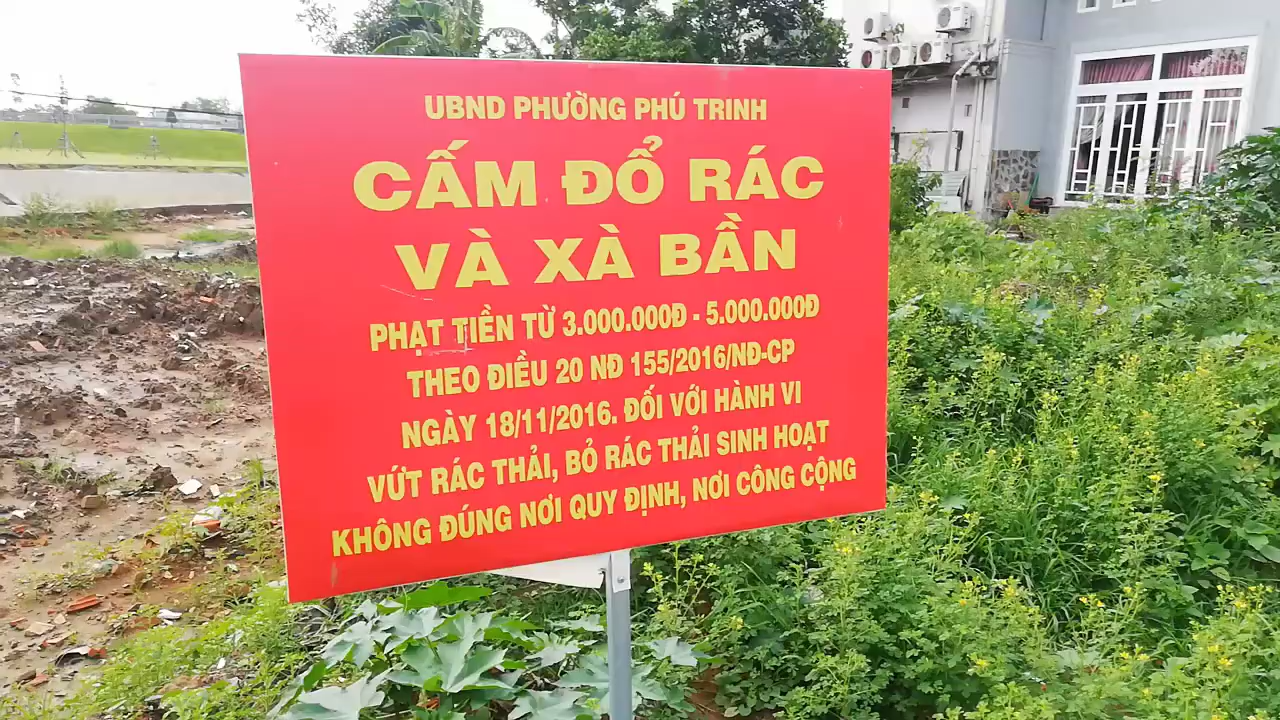 UBND PHƯỜNG PHÚ TRINH
CẤM ĐỔ RÁC
VÀ XÀ BẦN
PHẠT TIỀN TỪ 3.000.000Đ - 5.000.000Đ
THEO ĐIỀU 20 NĐ 155/2016/NĐ-CP
NGÀY 18/11/2016. ĐỐI VỚI HÀNH VI
VỨT RÁC THẢI, BỎ RÁC THẢI SINH HOẠT
KHÔNG ĐÚNG NƠI QUY ĐỊNH, NƠI CÔNG CỘNG